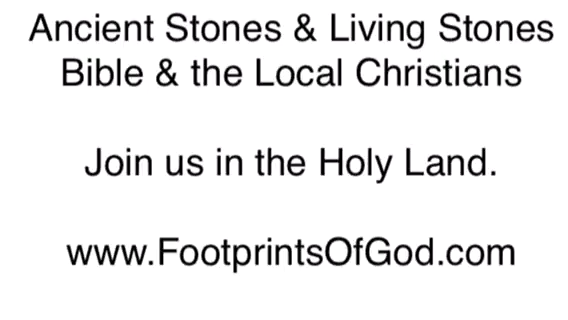 Ancient Stones & Living Stones
Bible & the Local Christians
Join us in the Holy Land.
www.FootprintsOfGod.com